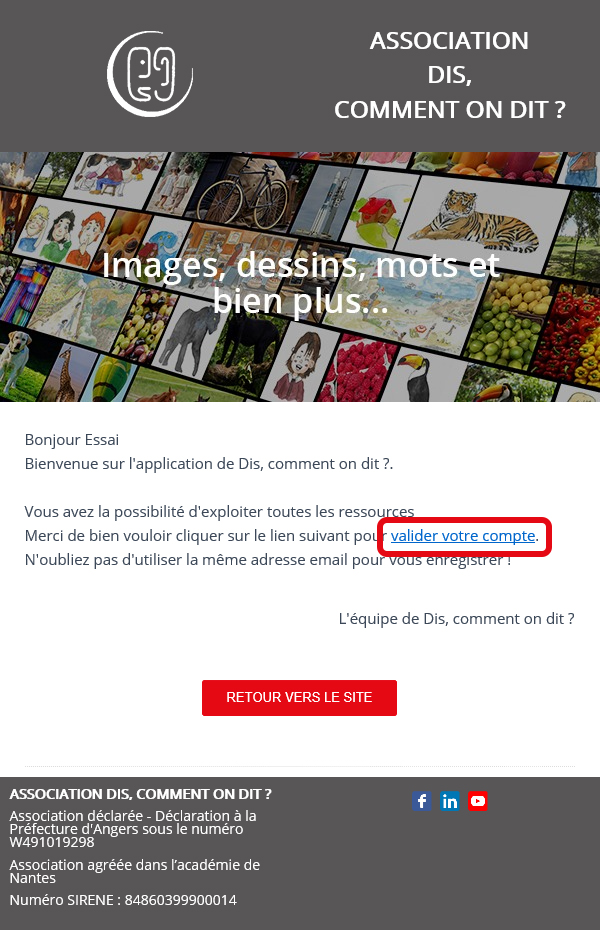 ASSOCIATION
DIS,
COMMENT ON DIT ?
Images, dessins, mots et
bien plus...
Bonjour Essai
Bienvenue sur l'application de Dis, comment on dit ?.
Vous avez la possibilité d'exploiter toutes les ressources
Merci de bien vouloir cliquer sur le lien suivant pour valider votre compte.
N'oubliez pas d'utiliser la même adresse email pour vous enregistrer !
L'équipe de Dis, comment on dit ?
RETOUR VERS LE SITE
ASSOCIATION DIS, COMMENT ON DIT ?
Association déclarée - Déclaration à la
Préfecture d'Angers sous le numéro
W491019298
Association agréée dans l’académie de
Nantes
Numéro SIRENE : 84860399900014